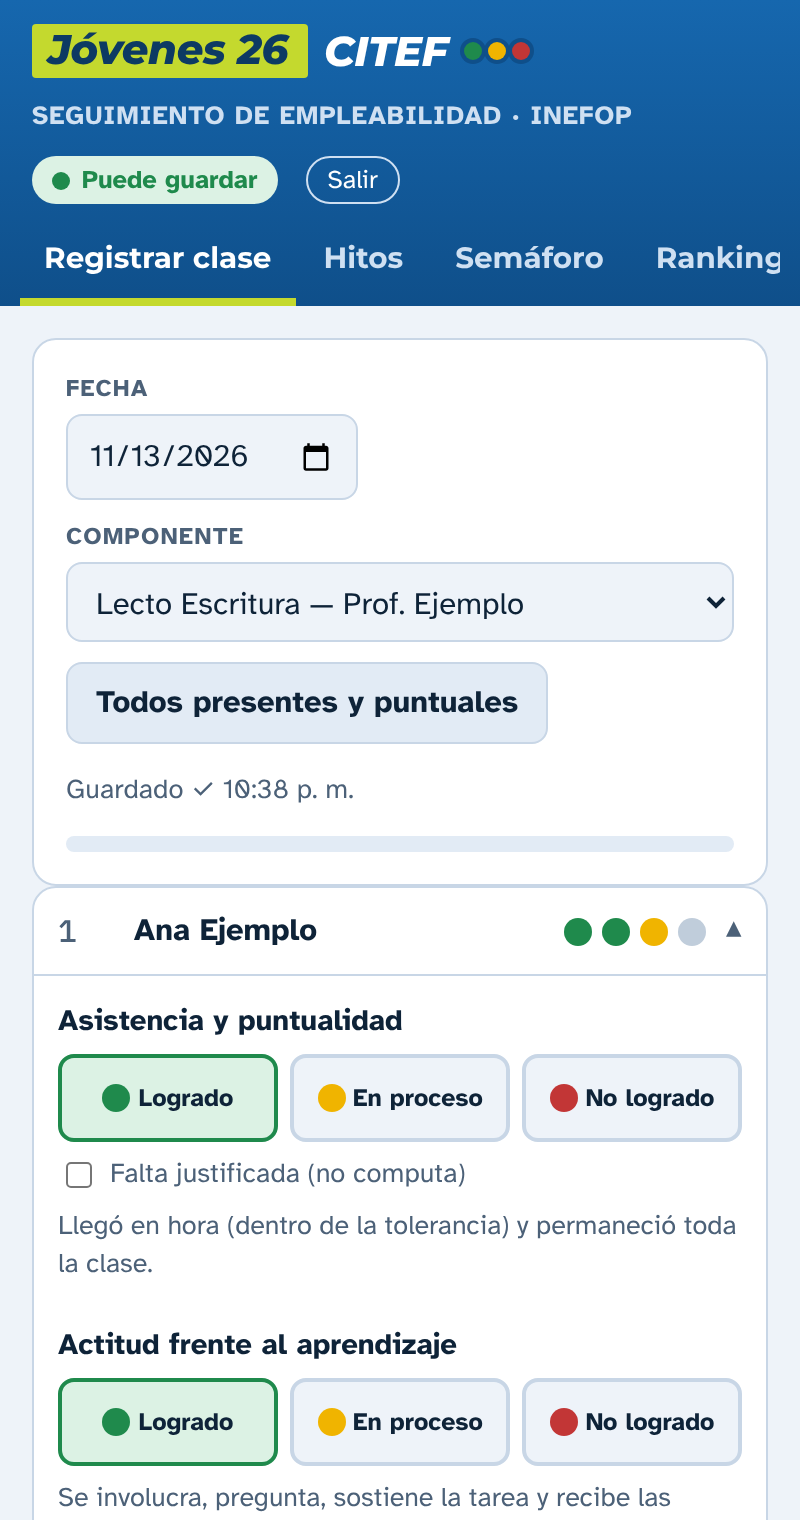 Jóvenes 26 CITEF
SEGUIMIENTO DE EMPLEABILIDAD · INEFOP
Puede guardar Salir
Registrar clase Hitos Semáforo Ranking
FECHA
11/13/2026
COMPONENTE
Lecto Escritura — Prof. Ejemplo
Todos presentes y puntuales
Guardado ✓ 10:38 p. m.
1 Ana Ejemplo ▲
Asistencia y puntualidad
Logrado En proceso No logrado
Falta justificada (no computa)
Llegó en hora (dentro de la tolerancia) y permaneció toda
la clase.
Actitud frente al aprendizaje
Logrado En proceso No logrado
Se involucra, pregunta, sostiene la tarea y recibe las